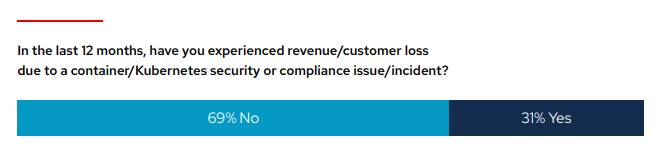 In the last 12 months, have you experienced revenue/customer loss
due to a container/Kubernetes security or compliance issue/incident?
69% No 31% Yes